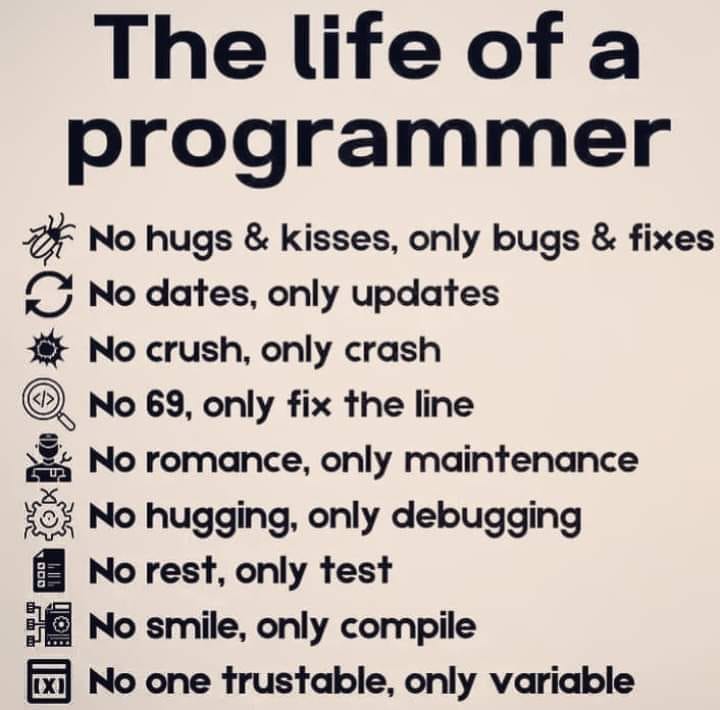 The life of a
programmer
No hugs & kisses, only bugs & fixes
No dates, only updates
No crush, only crash
No 69, only fix the line
No romance, only maintenance
No hugging, only debugging
No rest, only test
No smile, only compile
No one trustable, only variable